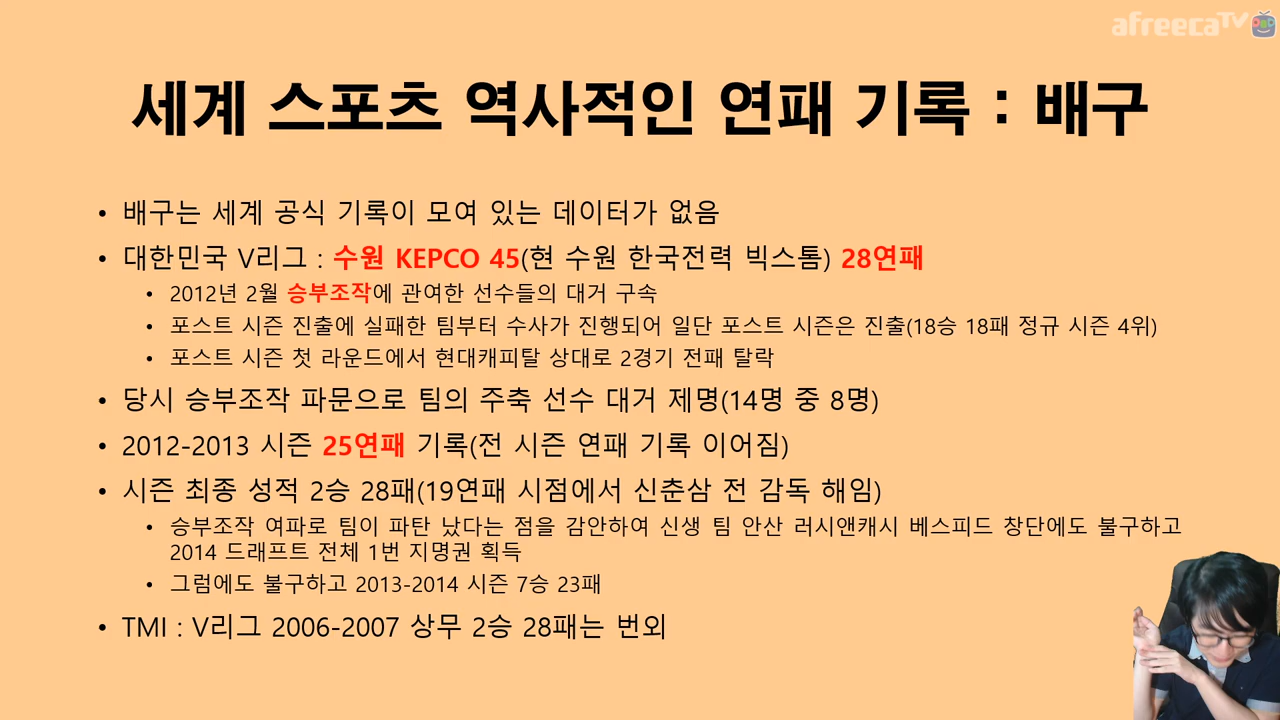 afreecaTV
세계 스포츠 역사적인 연패 기록 : 배구
• 배구는 세계 공식 기록이 모여 있는 데이터가 없음
• 대한민국 V리그 : 수원 KEPCO 45(현 수원 한국전력 빅스톰) 28연패
• 2012년 2월 승부조작에 관여한 선수들의 대거 구속
• 포스트 시즌 진출에 실패한 팀부터 수사가 진행되어 일단 포스트 시즌은 진출(18승 18패 정규 시즌 4위)
• 포스트 시즌 첫 라운드에서 현대캐피탈 상대로 2경기 전패 탈락
• 당시 승부조작 파문으로 팀의 주축 선수 대거 제명(14명 중 8명)
• 2012-2013 시즌 25연패 기록(전 시즌 연패 기록 이어짐)
• 시즌 최종 성적 2승 28패(19연패 시점에서 신춘삼 전 감독 해임)
• 승부조작 여파로 팀이 파탄 났다는 점을 감안하여 신생 팀 안산 러시앤캐시 베스피드 창단에도 불구하고
2014 드래프트 전체 1번 지명권 획득
• 그럼에도 불구하고 2013-2014 시즌 7승 23패
• TMI : V리그 2006-2007 상무 2승 28패는 번외